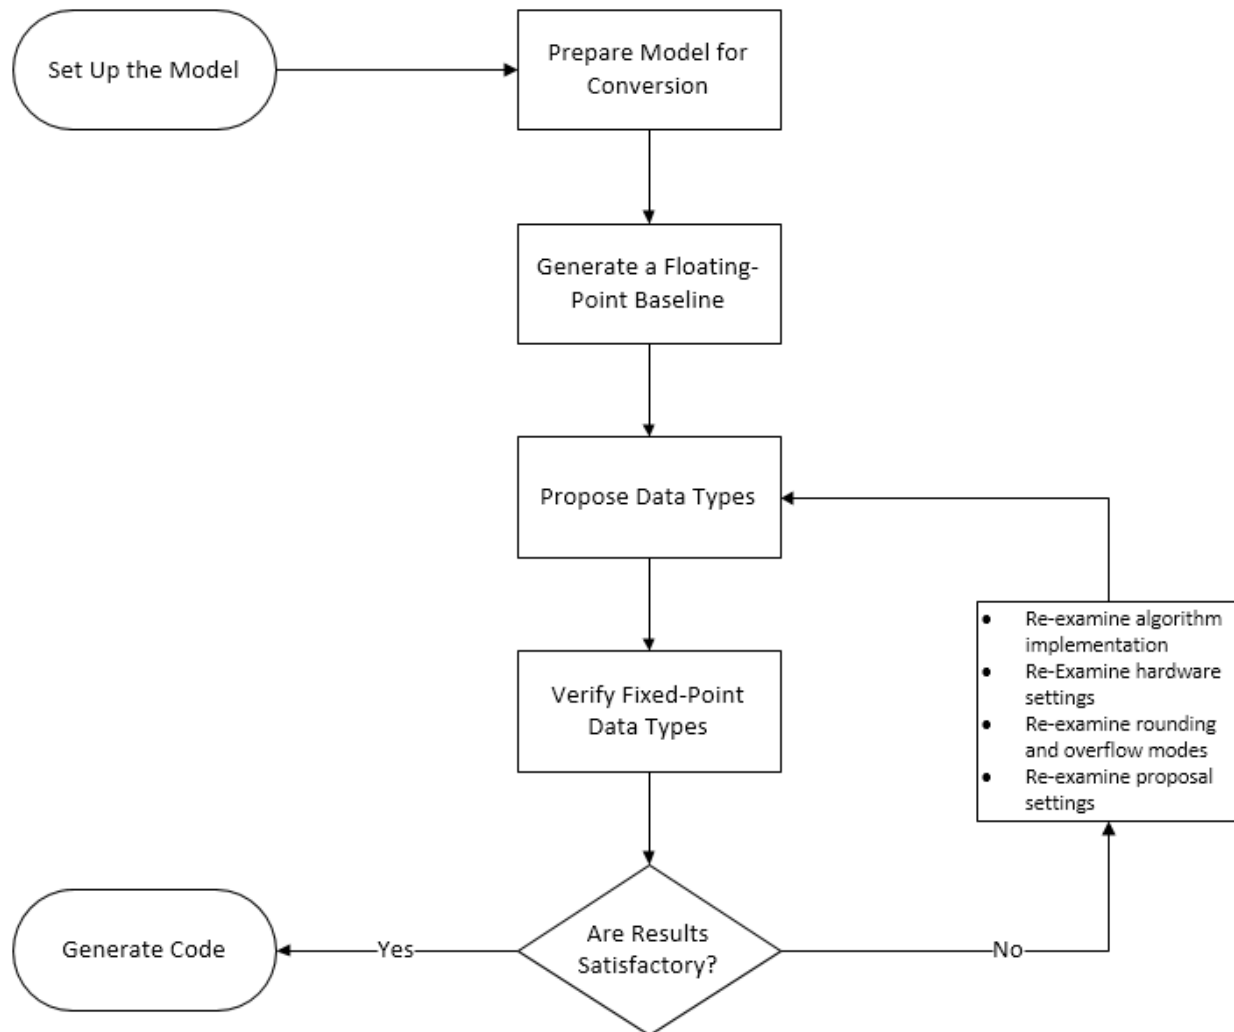 Set Up the Model
Prepare Model for
Conversion
Generate a Floating-
Point Baseline
Propose Data Types
● Re-examine algorithm
implementation
● Re-Examine hardware
settings
● Re-examine rounding
and overflow modes
● Re-examine proposal
settings
Verify Fixed-Point
Data Types
Are Results
Satisfactory?
Yes
No
Generate Code